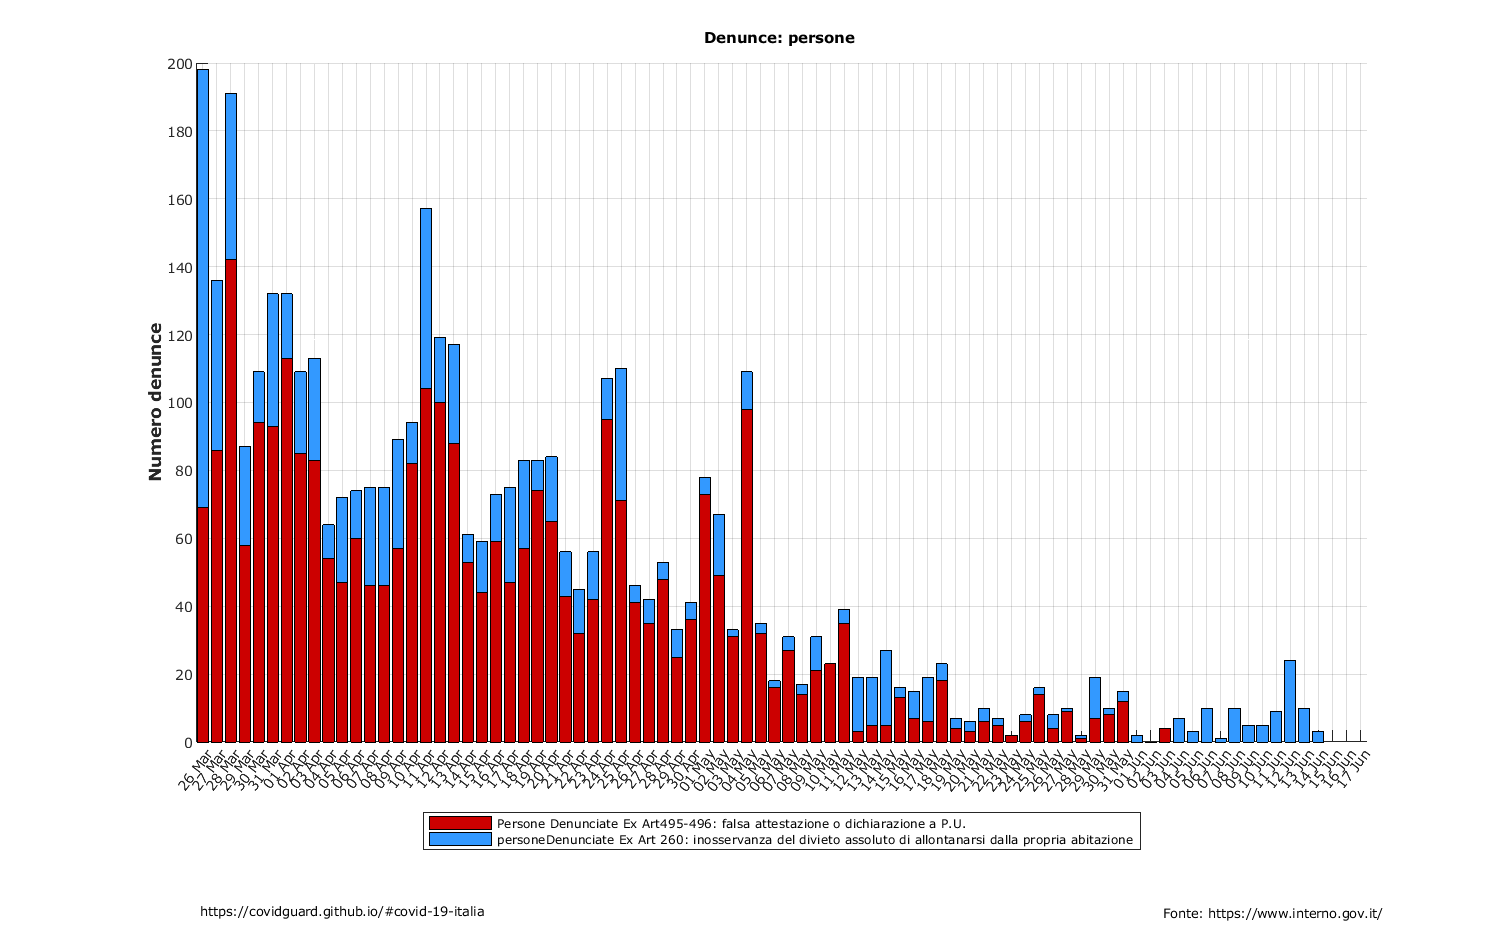 Denunce: persone
200
180
160
140
120
100
80
60
40
20
0
Numero denunce
26 Mar
27 Mar
28 Mar
29 Mar
30 Mar
31 Mar
01 Apr
02 Apr
03 Apr
04 Apr
05 Apr
06 Apr
07 Apr
08 Apr
09 Apr
10 Apr
11 Apr
12 Apr
13 Apr
14 Apr
15 Apr
16 Apr
17 Apr
18 Apr
19 Apr
20 Apr
21 Apr
22 Apr
23 Apr
24 Apr
25 Apr
26 Apr
27 Apr
28 Apr
29 Apr
30 Apr
01 May
02 May
03 May
04 May
05 May
06 May
07 May
08 May
09 May
10 May
11 May
12 May
13 May
14 May
15 May
16 May
17 May
18 May
19 May
20 May
21 May
22 May
23 May
24 May
25 May
26 May
27 May
28 May
29 May
30 May
31 May
01 Jun
02 Jun
03 Jun
04 Jun
05 Jun
06 Jun
07 Jun
08 Jun
09 Jun
10 Jun
11 Jun
12 Jun
13 Jun
14 Jun
15 Jun
16 Jun
17 Jun
Persone Denunciate Ex Art495-496: falsa attestazione o dichiarazione a P.U.
personeDenunciate Ex Art 260: inosservanza del divieto assoluto di allontanarsi dalla propria abitazione
https://covidguard.github.io/#covid-19-italia
Fonte: https://www.interno.gov.it/